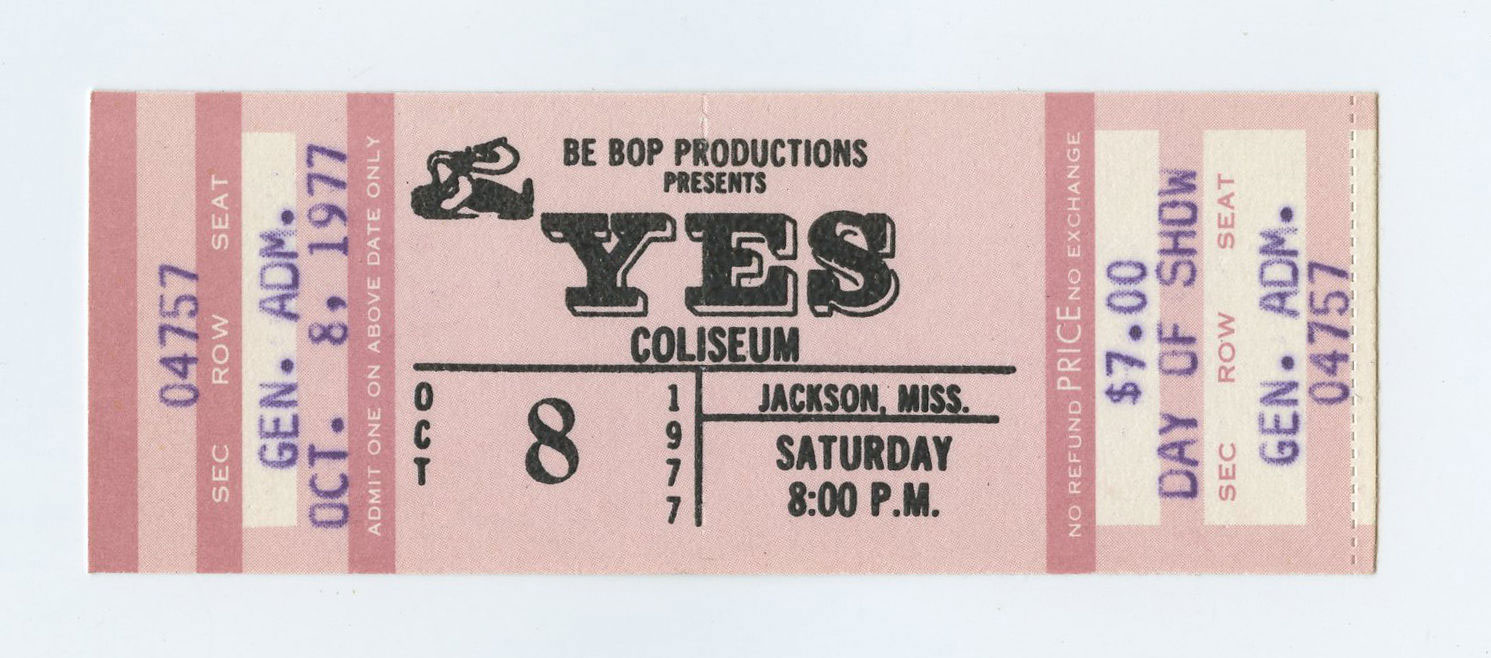 04757
SEC ROW SEAT
GEN. ADM.
OCT. 8, 1977
ADMIT ONE ON ABOVE DATE ONLY
BE BOP PRODUCTIONS
PRESENTS
YES
COLISEUM
OCT
8
1977
JACKSON, MISS.
SATURDAY
8:00 P.M.
NO REFUND PRICE NO EXCHANGE
$7.00
DAY OF SHOW
SEC ROW SEAT
GEN. ADM.
04757